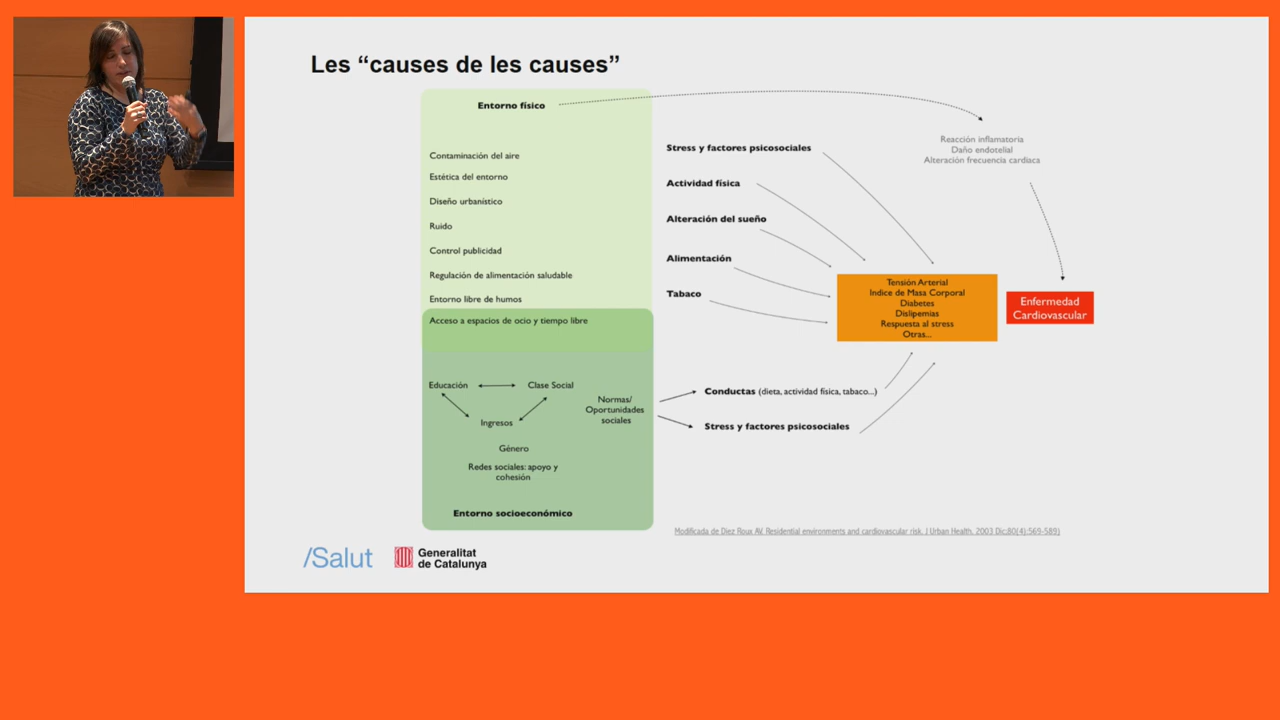 Les “causes de les causes”
Entorno físico
Contaminación del aire
Estética del entorno
Diseño urbanístico
Ruido
Control publicidad
Regulación de alimentación saludable
Entorno libre de humos
Acceso a espacios de ocio y tiempo libre
Educación
Clase Social
Ingresos
Normas/
Oportunidades
sociales
Género
Redes sociales: apoyo y
cohesión
Entorno socioeconómico
Stress y factores psicosociales
Actividad física
Alteración del sueño
Alimentación
Tabaco
Reacción inflamatoria
Daño endotelial
Alteración frecuencia cardiaca
Tensión Arterial
Indice de Masa Corporal
Diabetes
Dislipemias
Respuesta al stress
Otras...
Enfermedad
Cardiovascular
Conductas (dieta, actividad física, tabaco...)
Stress y factores psicosociales
Modificada de Diez Roux AV. Residential environments and cardiovascular risk. J Urban Health. 2003 Dic;80(4):569-589)
/Salut
Generalitat
de Catalunya